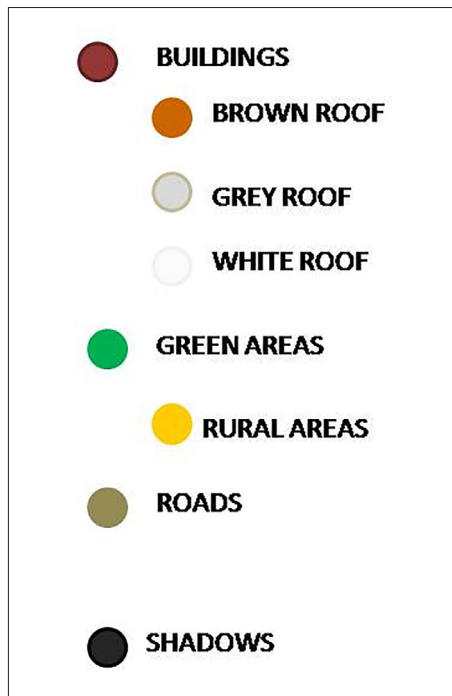 BUILDINGS
BROWN ROOF
GREY ROOF
WHITE ROOF
GREEN AREAS
RURAL AREAS
ROADS
SHADOWS